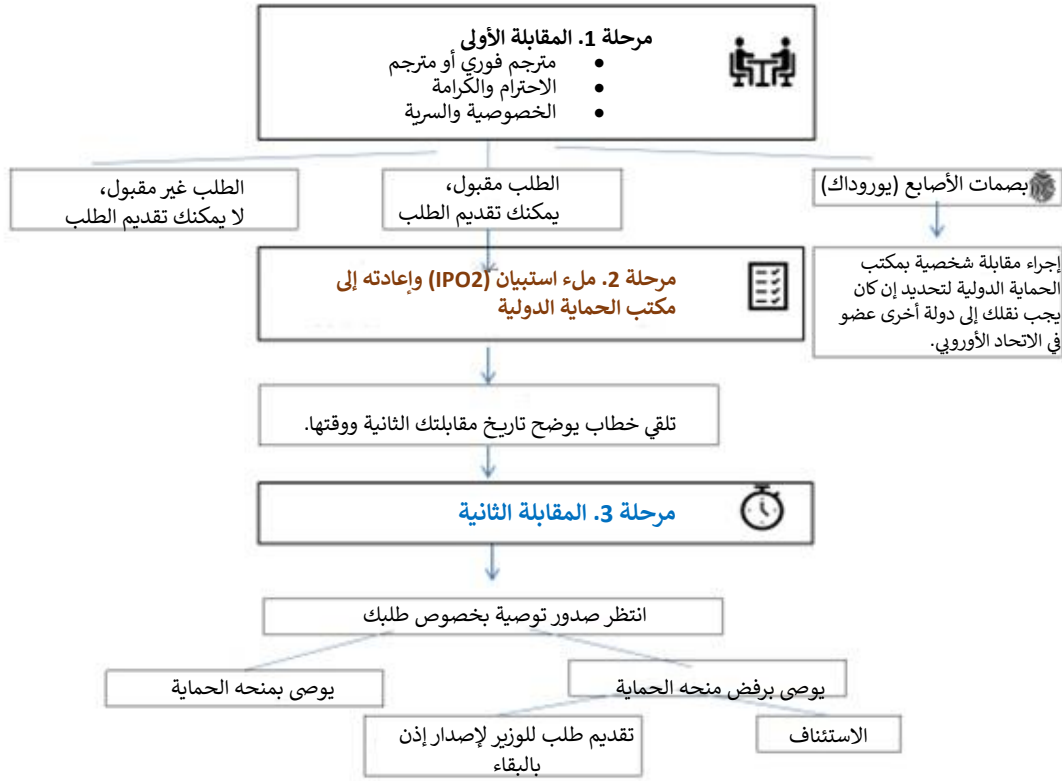 مرحلة 1. المقابلة الأولى
• مترجم فوري أو مترجم
• الاحترام والكرامة
• الخصوصية والسرية
بصمات الأصابع (يوروداك)
الطلب مقبول،
يمكنك تقديم الطلب
الطلب غير مقبول،
لا يمكنك تقديم الطلب
إجراء مقابلة شخصية بمكتب
الحماية الدولية لتحديد إن كان
يجب نقلك إلى دولة أخرى عضو
في الاتحاد الأوروبي.
مرحلة 2. ملء استبيان (IPO2) وإعادته إلى
مكتب الحماية الدولية
تلقي خطاب يوضح تاريخ مقابلتك الثانية ووقتها.
مرحلة 3. المقابلة الثانية
انتظر صدور توصية بخصوص طلبك
يوصى برفض منحه الحماية
يوصى بمنحه الحماية
الاستئناف
تقديم طلب للوزير لإصدار إذن
بالبقاء